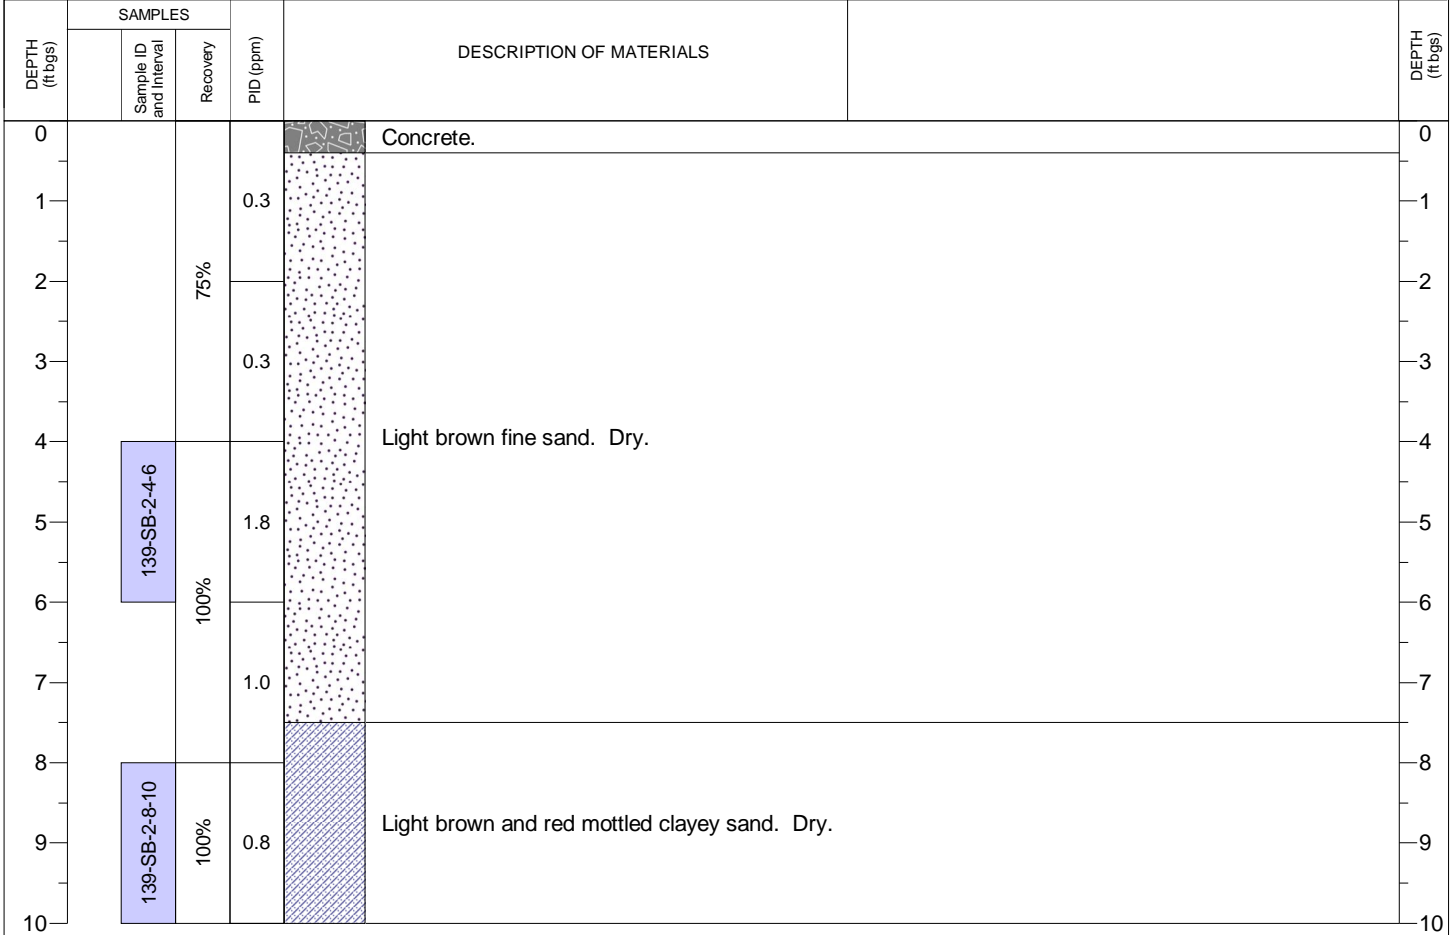 SAMPLES
DEPTH
(ft bgs)
Sample ID
and Interval
Recovery
PID (ppm)
DESCRIPTION OF MATERIALS
DEPTH
(ft bgs)
0
Concrete.
0
1
0.3
1
2
75%
2
3
0.3
3
4
Light brown fine sand. Dry.
4
139-SB-2-4-6
5
1.8
5
6
100%
6
7
1.0
7
8
8
139-SB-2-8-10
Light brown and red mottled clayey sand. Dry.
9
100%
0.8
9
10
10